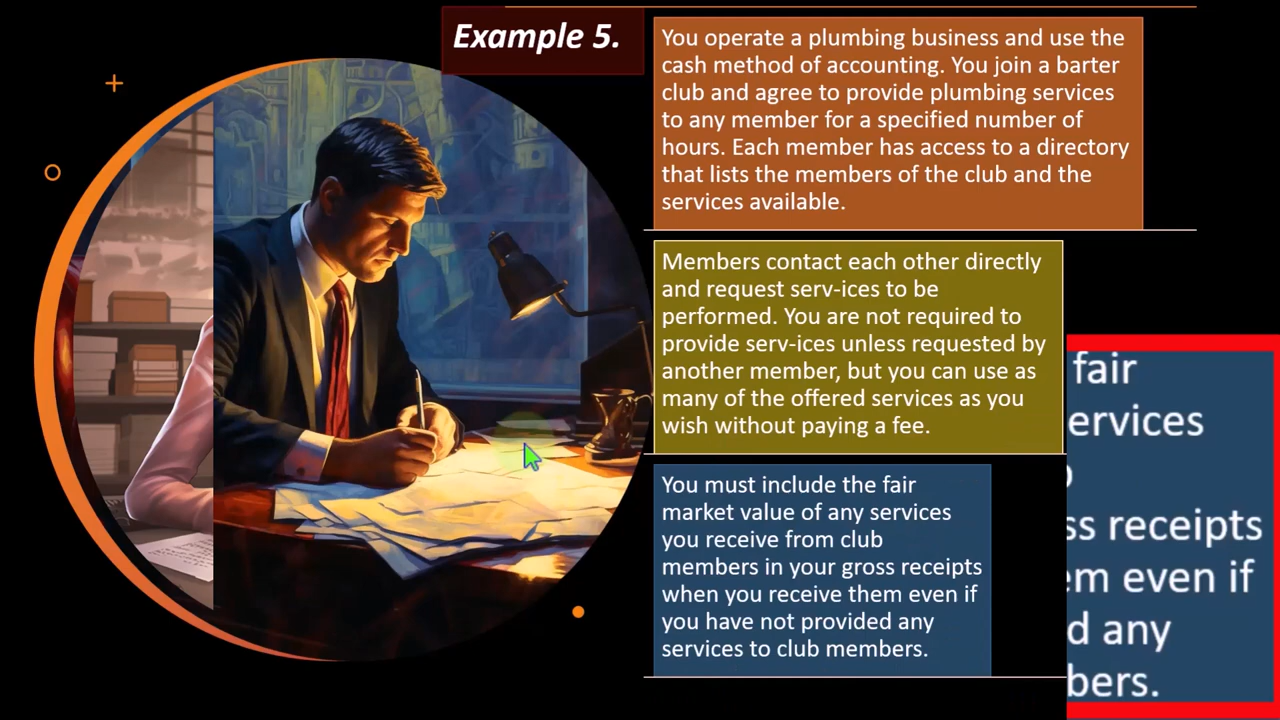 Example 5.
You operate a plumbing business and use the
cash method of accounting. You join a barter
club and agree to provide plumbing services
to any member for a specified number of
hours. Each member has access to a directory
that lists the members of the club and the
services available.
Members contact each other directly
and request serv-ices to be
performed. You are not required to
provide serv-ices unless requested by
another member, but you can use as
many of the offered services as you
wish without paying a fee.
You must include the fair
market value of any services
you receive from club
members in your gross receipts
when you receive them even if
you have not provided any
services to club members.
fair
ervices
ss receipts
em even if
d any
bers.